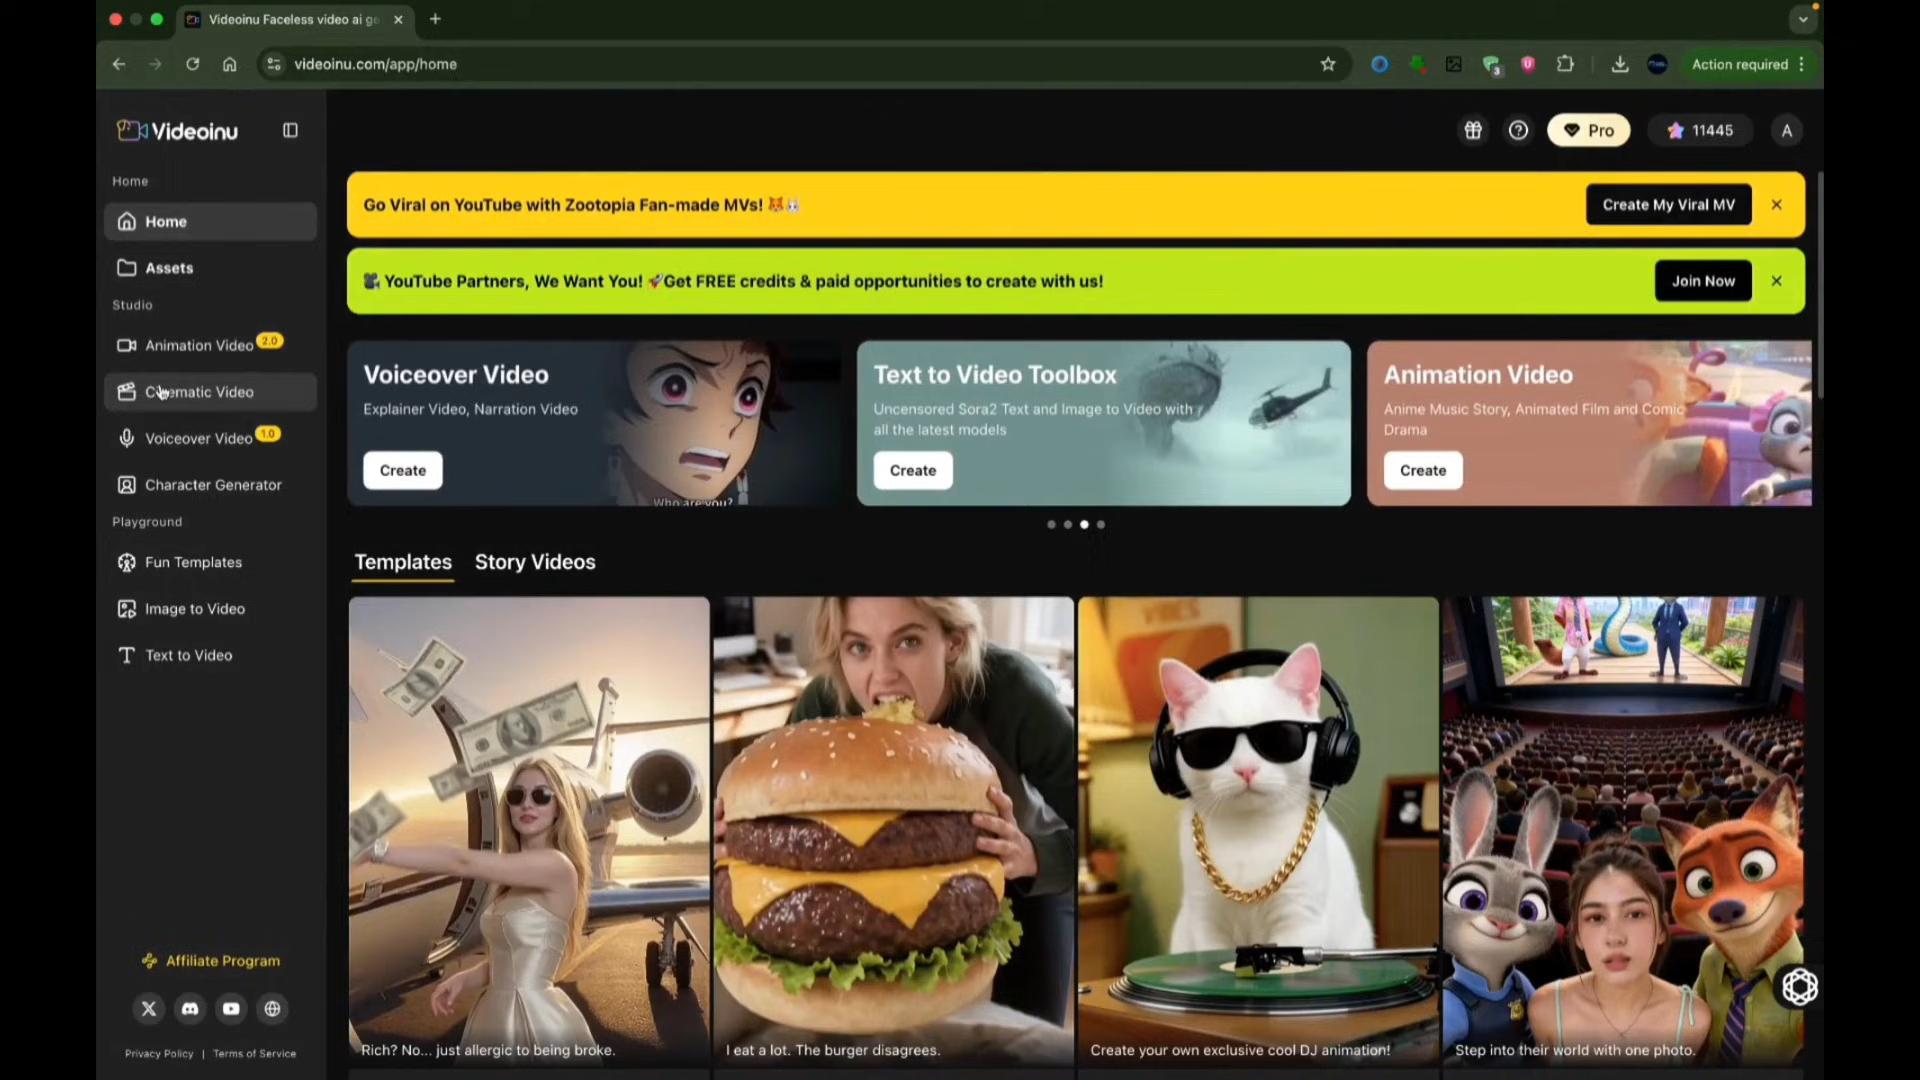 Videoinu Faceless video ai ge
videoinu.com/app/home
3
Action required
Videoinu
Pro
11445
A
Home
Home
Assets
Studio
Animation Video 2.0
Cinematic Video
Voiceover Video 1.0
Character Generator
Playground
Fun Templates
Image to Video
Text to Video
Affiliate Program
Privacy Policy | Terms of Service
Go Viral on YouTube with Zootopia Fan-made MVs! 🦊🐰
Create My Viral MV
🎥 YouTube Partners, We Want You! 🚀Get FREE credits & paid opportunities to create with us!
Join Now
Voiceover Video
Explainer Video, Narration Video
Create
Who are you?
Text to Video Toolbox
Uncensored Sora2 Text and Image to Video with
all the latest models
Create
Animation Video
Anime Music Story, Animated Film and Comic
Drama
Create
Templates
Story Videos
Rich? No... just allergic to being broke.
I eat a lot. The burger disagrees.
Create your own exclusive cool DJ animation!
Step into their world with one photo.